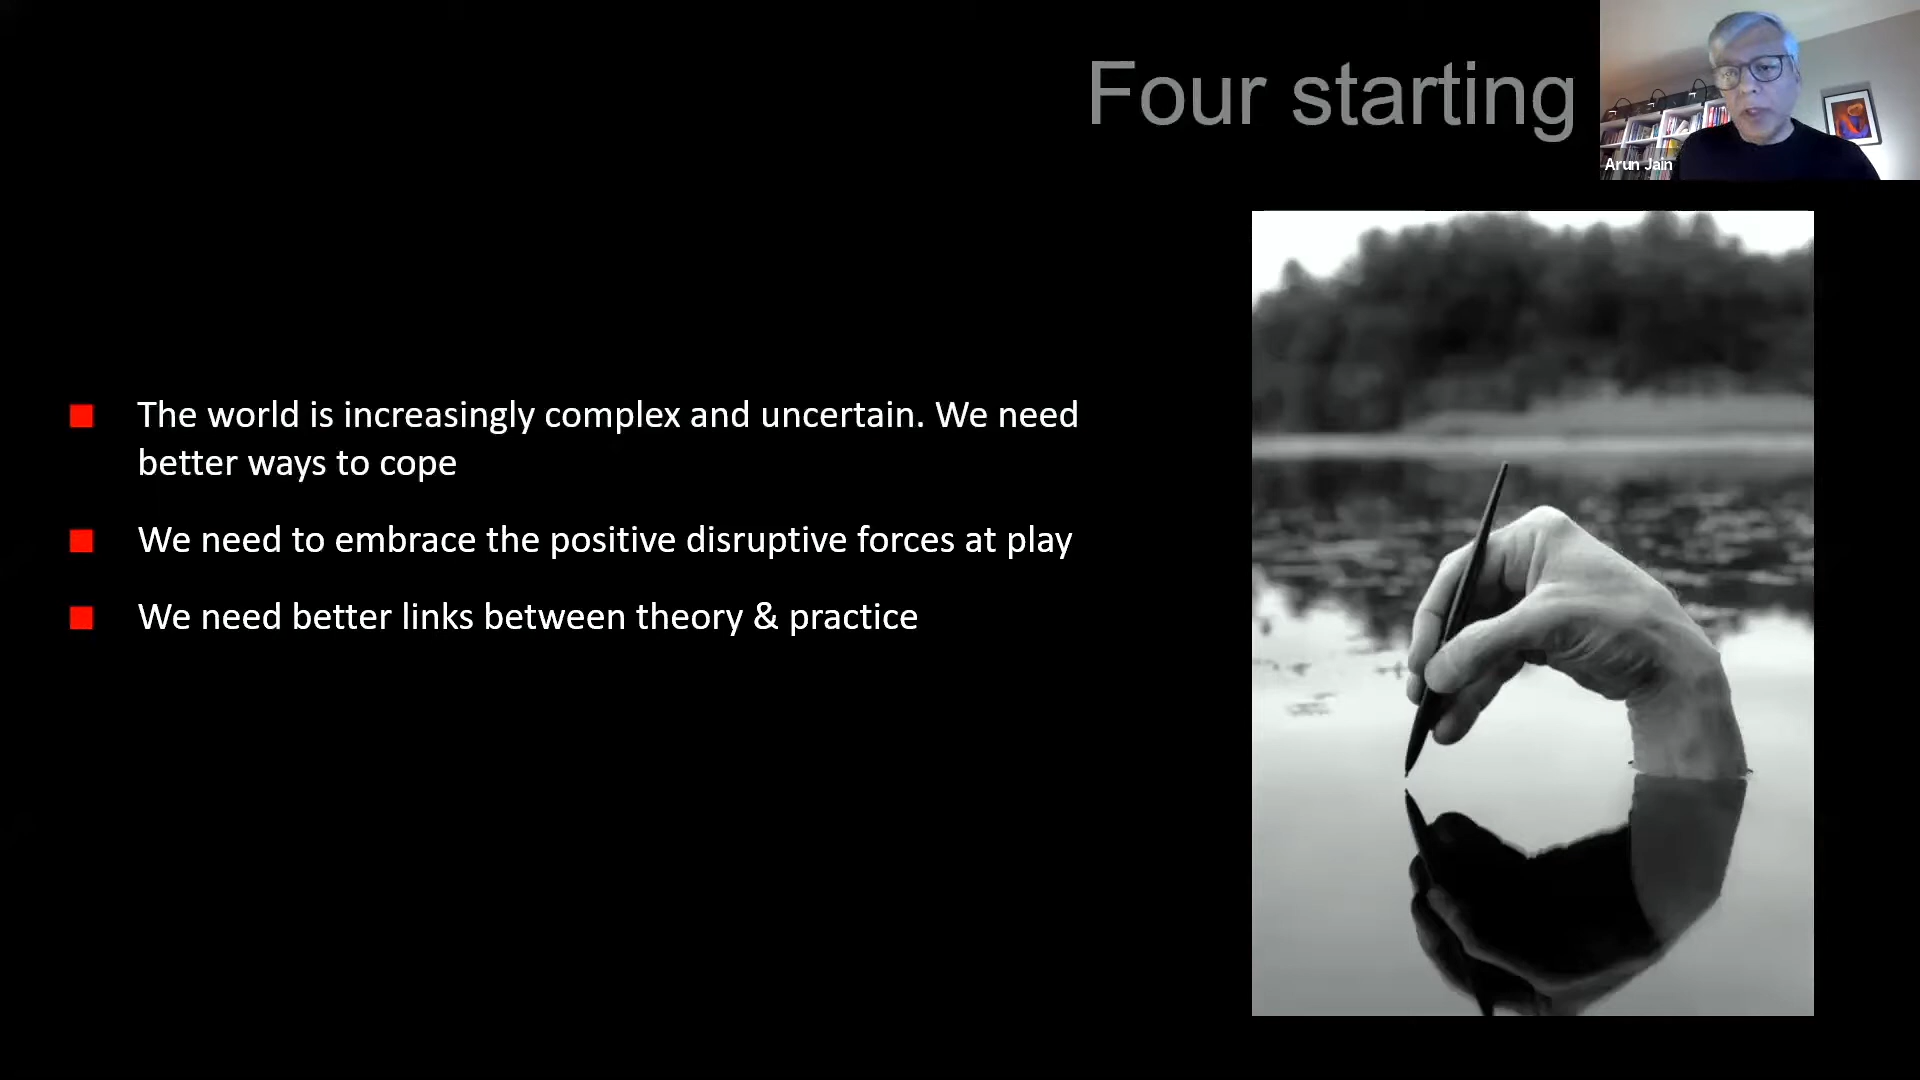 Four starting
Arun Jain
The world is increasingly complex and uncertain. We need
better ways to cope
We need to embrace the positive disruptive forces at play
We need better links between theory & practice